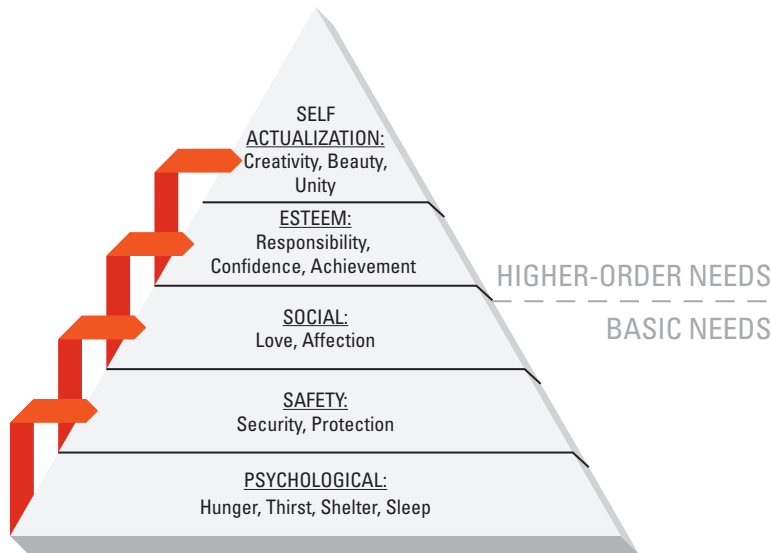 SELF
ACTUALIZATION:
Creativity, Beauty,
Unity
ESTEEM:
Responsibility,
Confidence, Achievement
HIGHER-ORDER NEEDS
BASIC NEEDS
SOCIAL:
Love, Affection
SAFETY:
Security, Protection
PSYCHOLOGICAL:
Hunger, Thirst, Shelter, Sleep